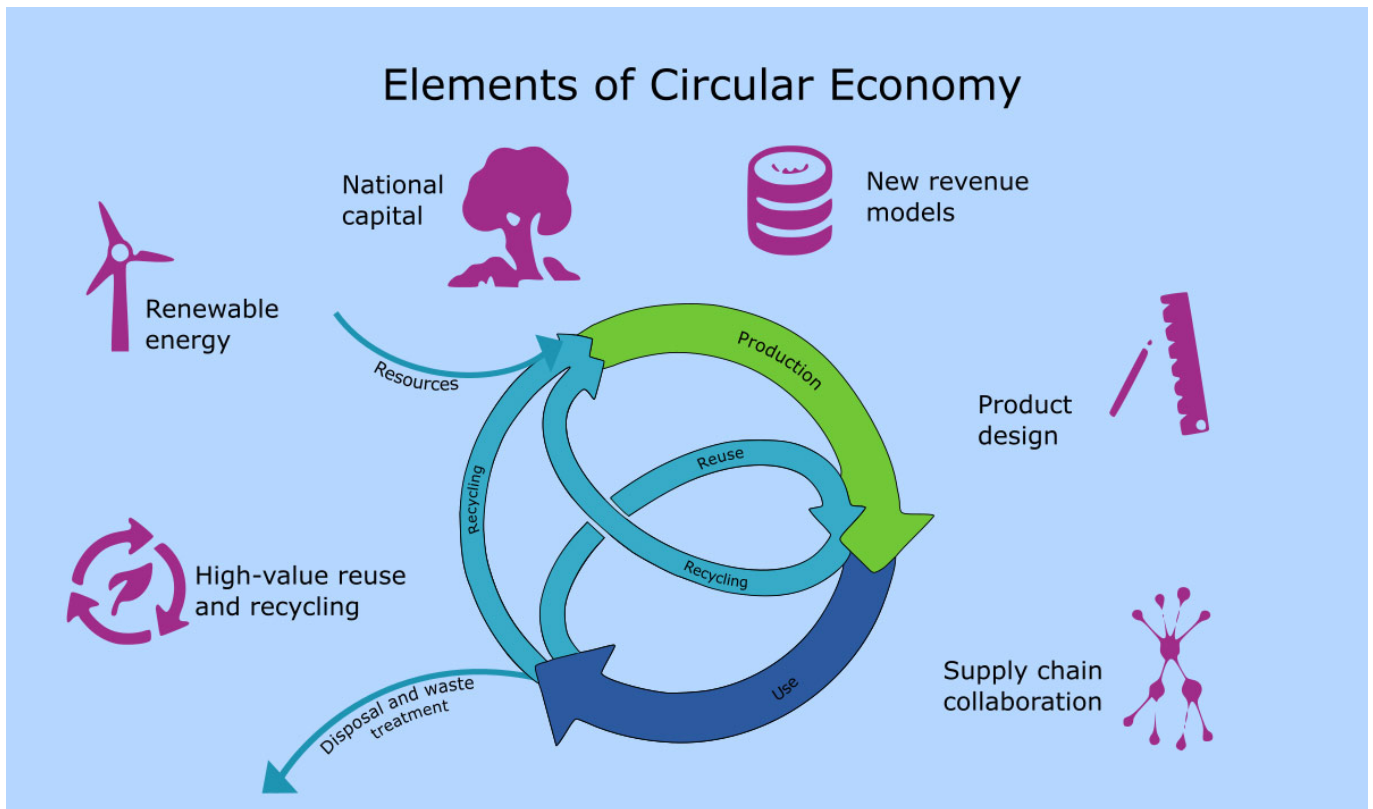 Elements of Circular Economy
National
capital
New revenue
models
Renewable
energy
Resources
Production
Product
design
Reuse
Recycling
Recycling
High-value reuse
and recycling
Use
Supply chain
collaboration
Disposal and waste
treatment